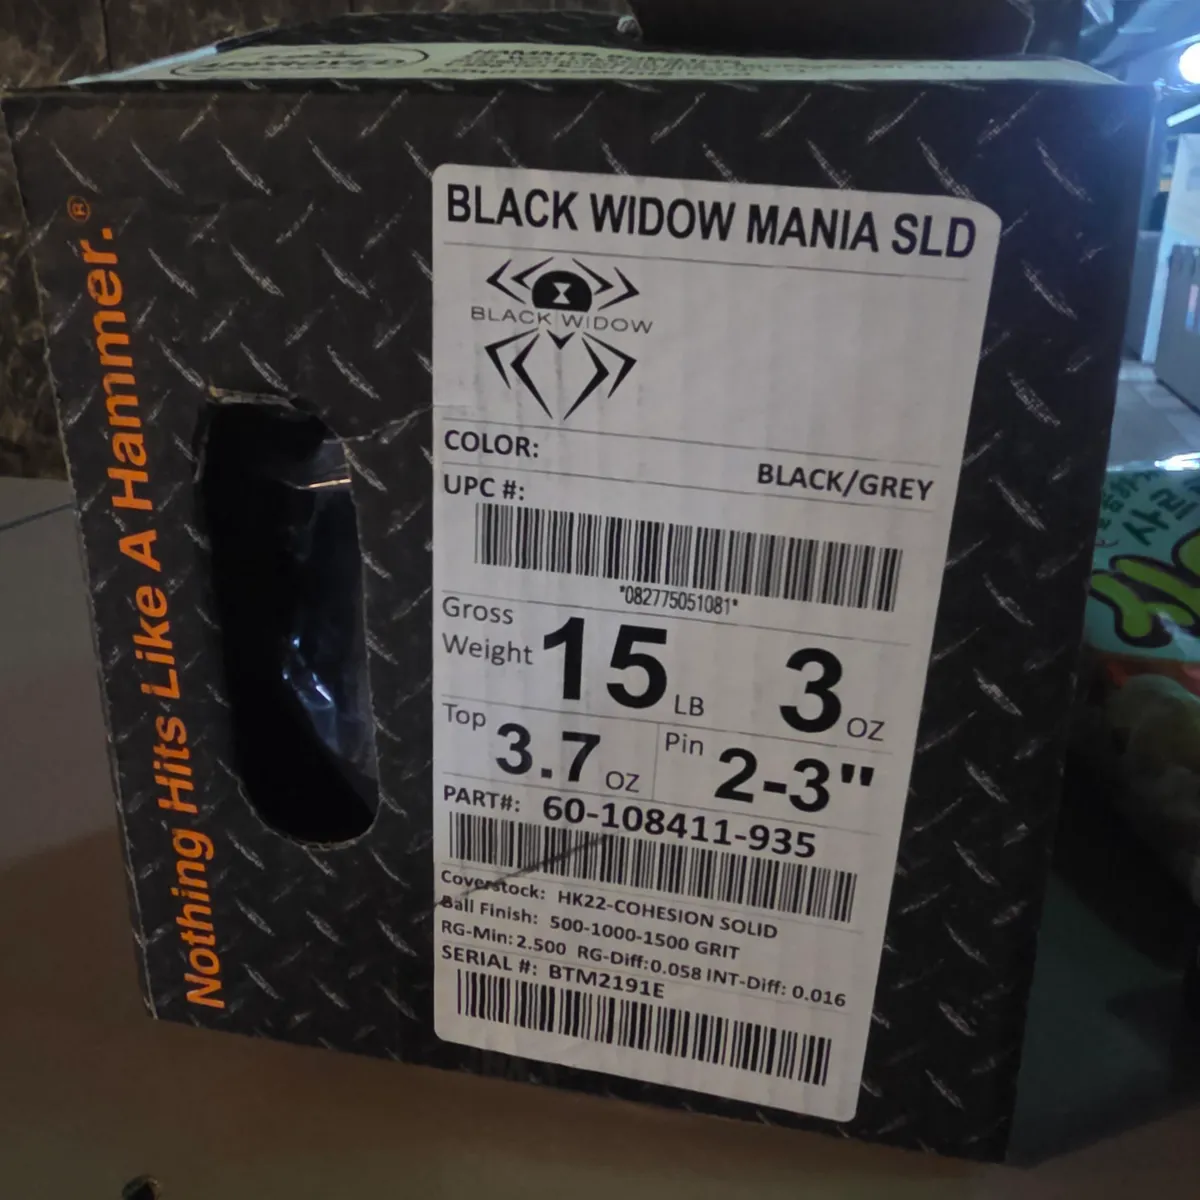 APPROVED
Nothing Hits Like A Hammer.®
BLACK WIDOW MANIA SLD
BLACK WIDOW
COLOR:
BLACK/GREY
UPC #:
*082775051081*
Gross
Weight 15 LB 3 OZ
Top 3.7 OZ Pin 2-3"
PART#: 60-108411-935
Coverstock: HK22-COHESION SOLID
Ball Finish: 500-1000-1500 GRIT
RG-Min: 2.500 RG-Diff: 0.058 INT-Diff: 0.016
SERIAL #: BTM2191E